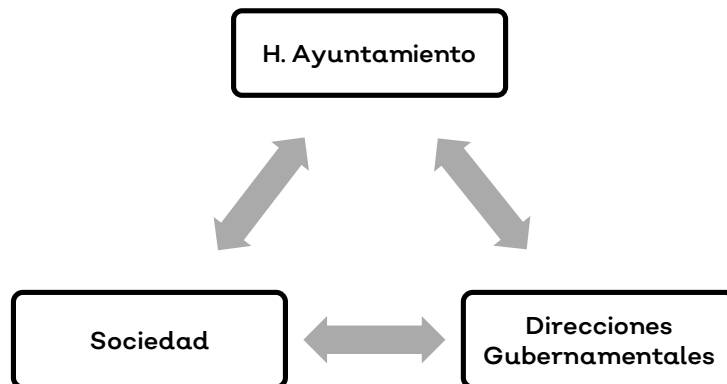 H. Ayuntamiento
Sociedad
Direcciones
Gubernamentales